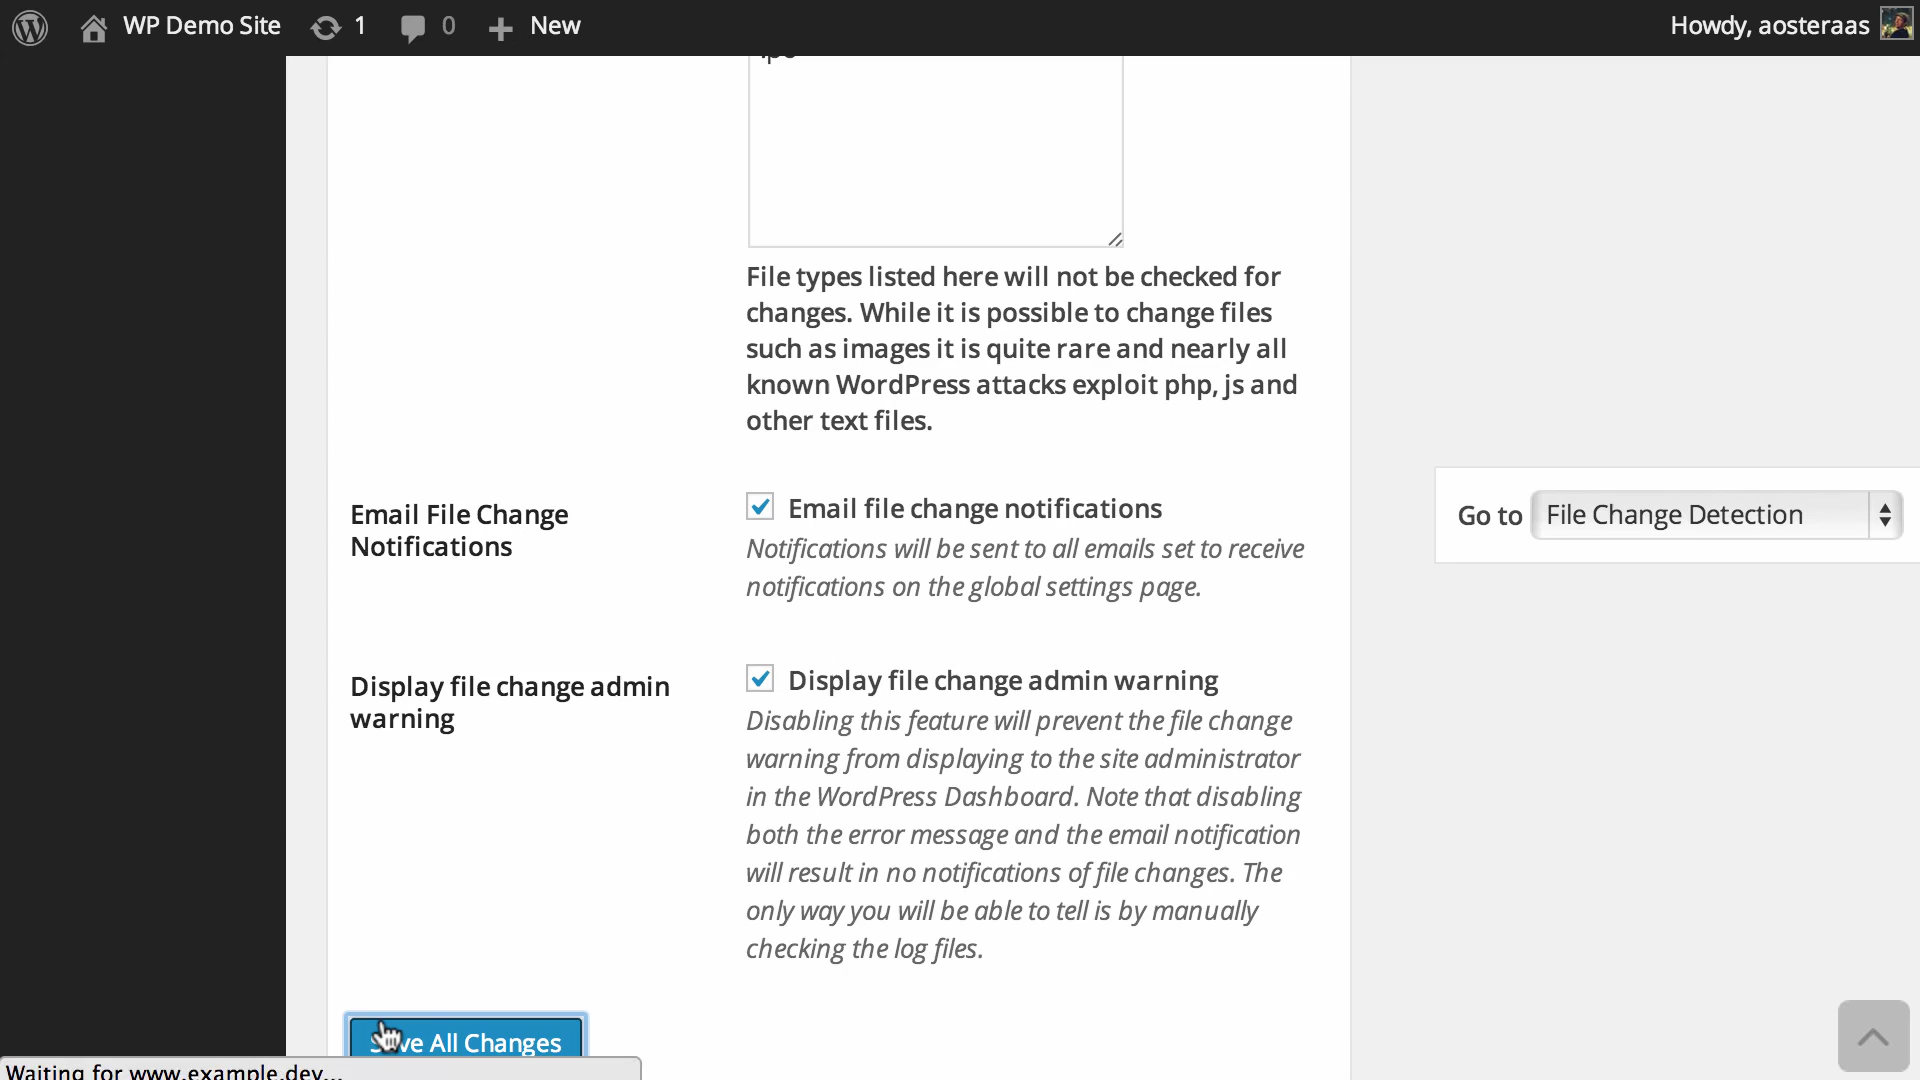 WP Demo Site 1 0 New Howdy, aosteraas
File types listed here will not be checked for
changes. While it is possible to change files
such as images it is quite rare and nearly all
known WordPress attacks exploit php, js and
other text files.
Email File Change
Notifications
Email file change notifications
Notifications will be sent to all emails set to receive
notifications on the global settings page.
Go to File Change Detection
Display file change admin
warning
Display file change admin warning
Disabling this feature will prevent the file change
warning from displaying to the site administrator
in the WordPress Dashboard. Note that disabling
both the error message and the email notification
will result in no notifications of file changes. The
only way you will be able to tell is by manually
checking the log files.
Save All Changes
Waiting for www.example.dev...